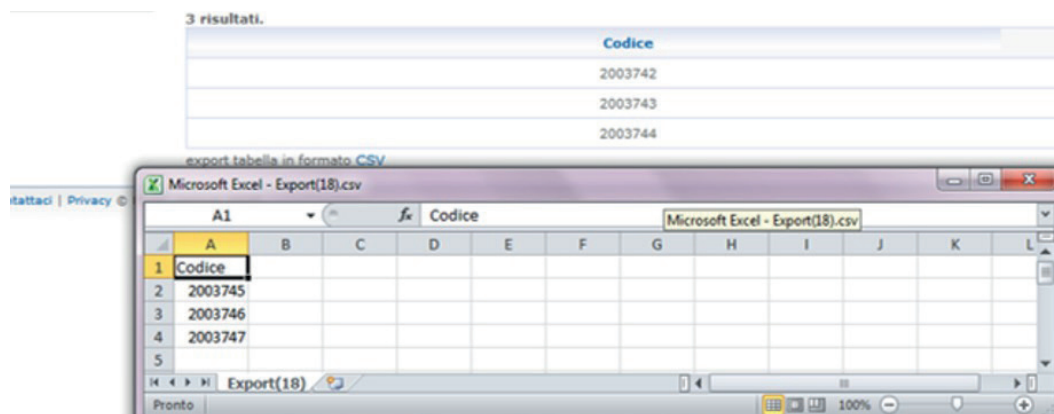 3 risultati.
Codice
2003742
2003743
2003744
export tabella in formato CSV
tattaci | Privacy ©
Microsoft Excel - Export(18).csv
A1 fx Codice
Microsoft Excel - Export(18).csv
A B C D E F G H I J K L
1 Codice
2 2003745
3 2003746
4 2003747
5
Export(18)
Pronto 100%